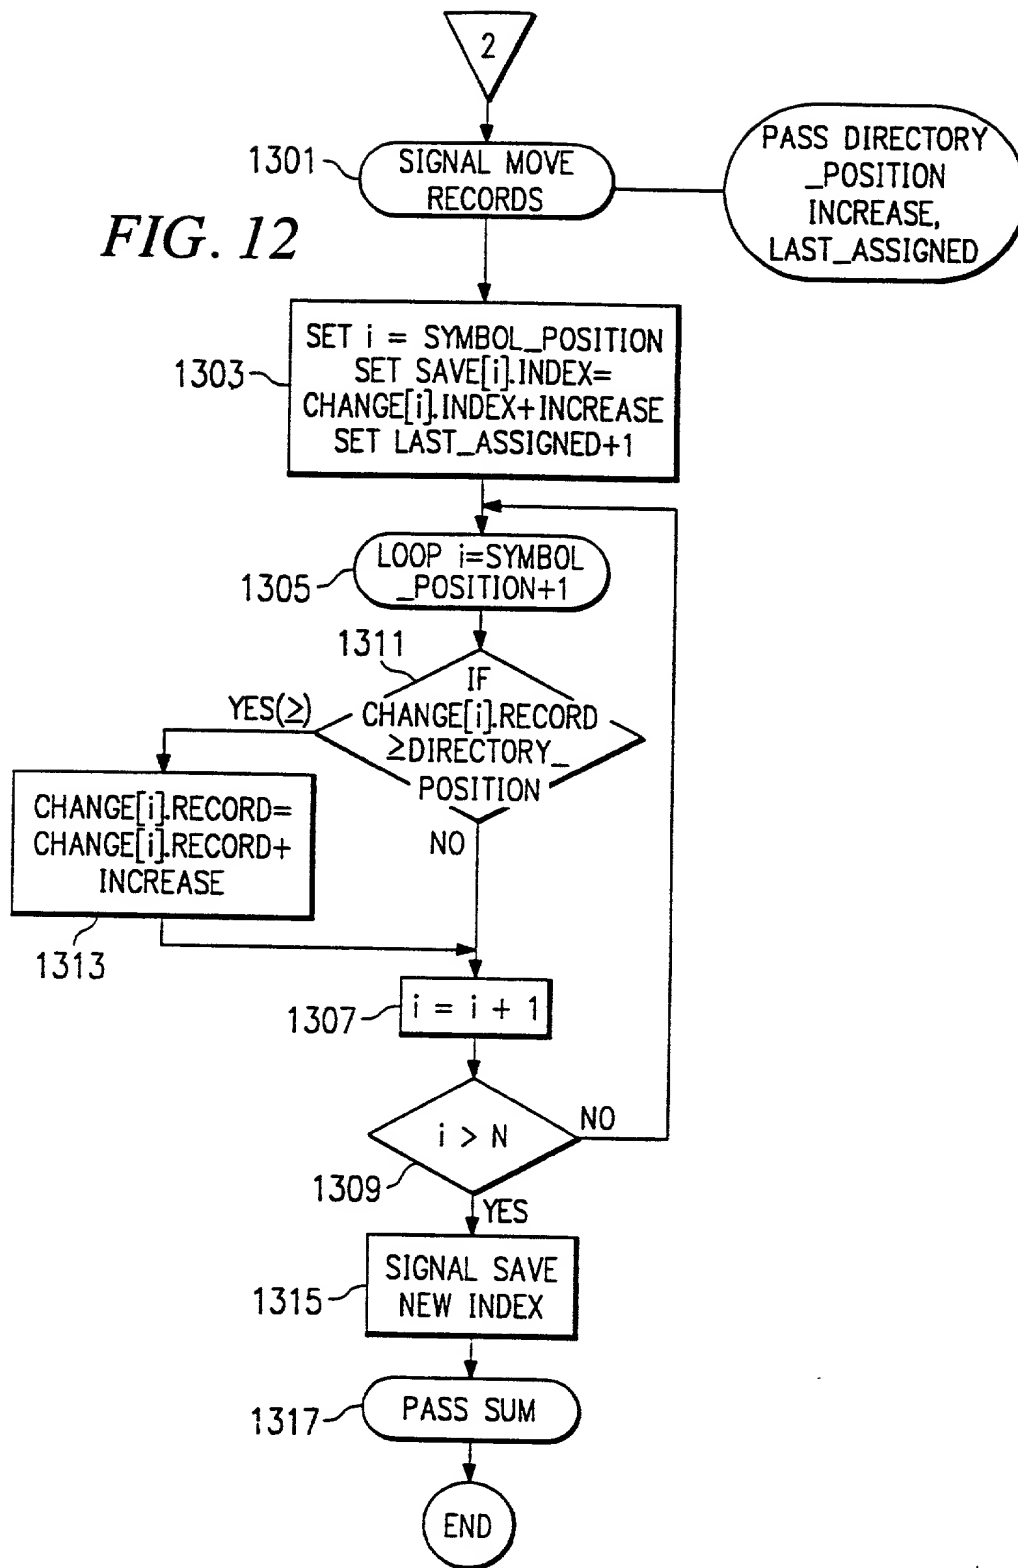 2
1301
SIGNAL MOVE
RECORDS
PASS DIRECTORY
_POSITION
INCREASE,
LAST_ASSIGNED
FIG. 12
1303
SET i = SYMBOL_POSITION
SET SAVE[i].INDEX=
CHANGE[i].INDEX+INCREASE
SET LAST_ASSIGNED+1
1305
LOOP i=SYMBOL
_POSITION+1
1311
IF
CHANGE[i].RECORD
≥DIRECTORY_
POSITION
YES(≥)
NO
CHANGE[i].RECORD=
CHANGE[i].RECORD+
INCREASE
1313
1307
i = i + 1
i > N
NO
1309
YES
1315
SIGNAL SAVE
NEW INDEX
1317
PASS SUM
END